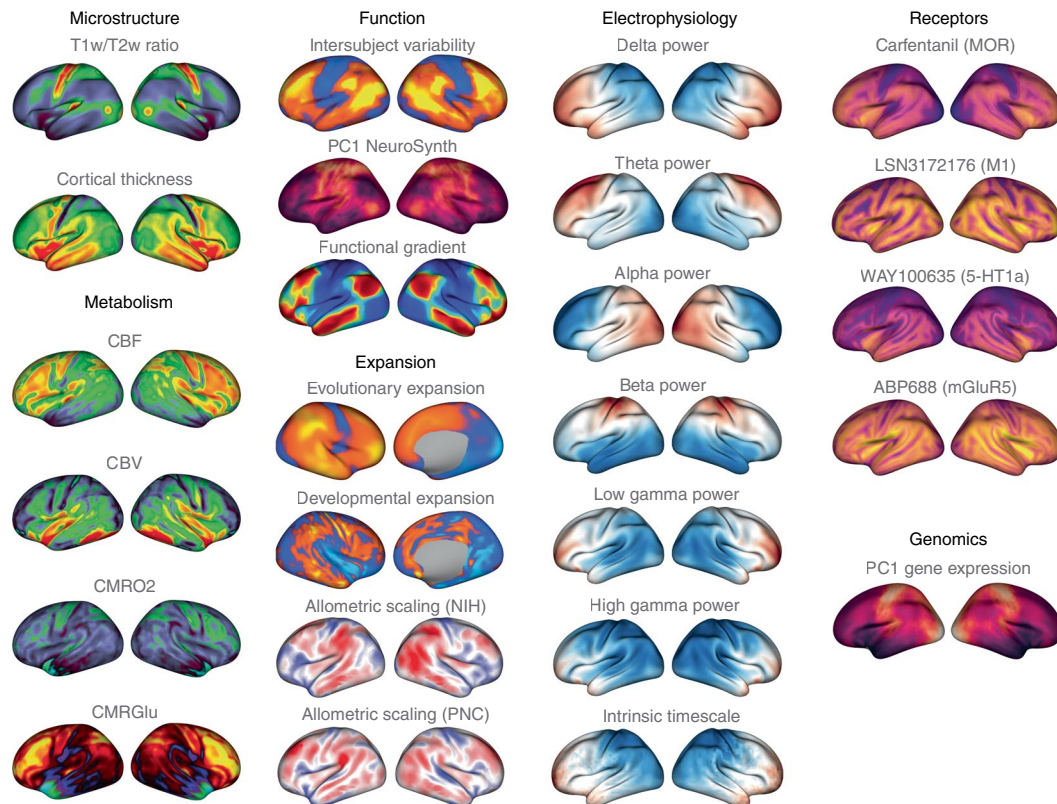 Microstructure
T1w/T2w ratio
Cortical thickness
Metabolism
CBF
CBV
CMRO2
CMRGlu
Function
Intersubject variability
PC1 NeuroSynth
Functional gradient
Expansion
Evolutionary expansion
Developmental expansion
Allometric scaling (NIH)
Allometric scaling (PNC)
Electrophysiology
Delta power
Theta power
Alpha power
Beta power
Low gamma power
High gamma power
Intrinsic timescale
Receptors
Carfentanil (MOR)
LSN3172176 (M1)
WAY100635 (5-HT1a)
ABP688 (mGluR5)
Genomics
PC1 gene expression